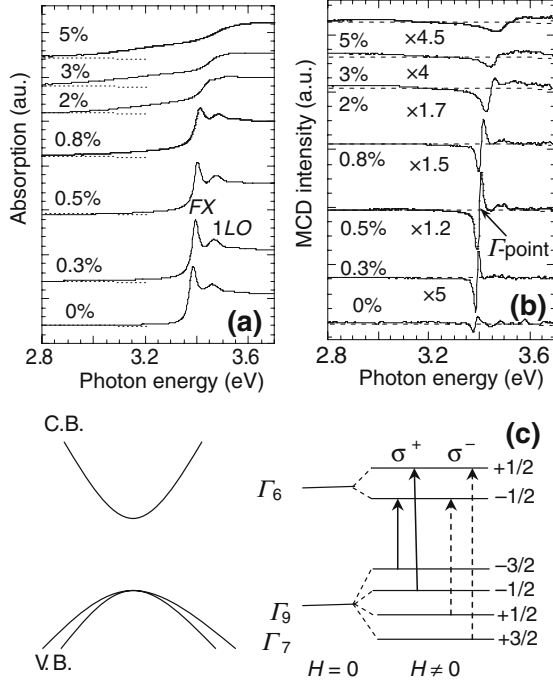 (a)
Absorption (au.)
5%
3%
2%
0.8%
0.5%
0.3%
0%
FX
1LO
2.8 3.2 3.6
Photon energy (eV)
(b)
MCD intensity (a.u.)
5% ×4.5
3% ×4
2% ×1.7
0.8% ×1.5
0.5% ×1.2
Γ-point
0.3%
0% ×5
2.8 3.2 3.6
Photon energy (eV)
(c)
C.B.
V.B.
σ⁺ σ⁻
Γ₆
+1/2
−1/2
−3/2
−1/2
Γ₉
+1/2
Γ₇
+3/2
H = 0 H ≠ 0